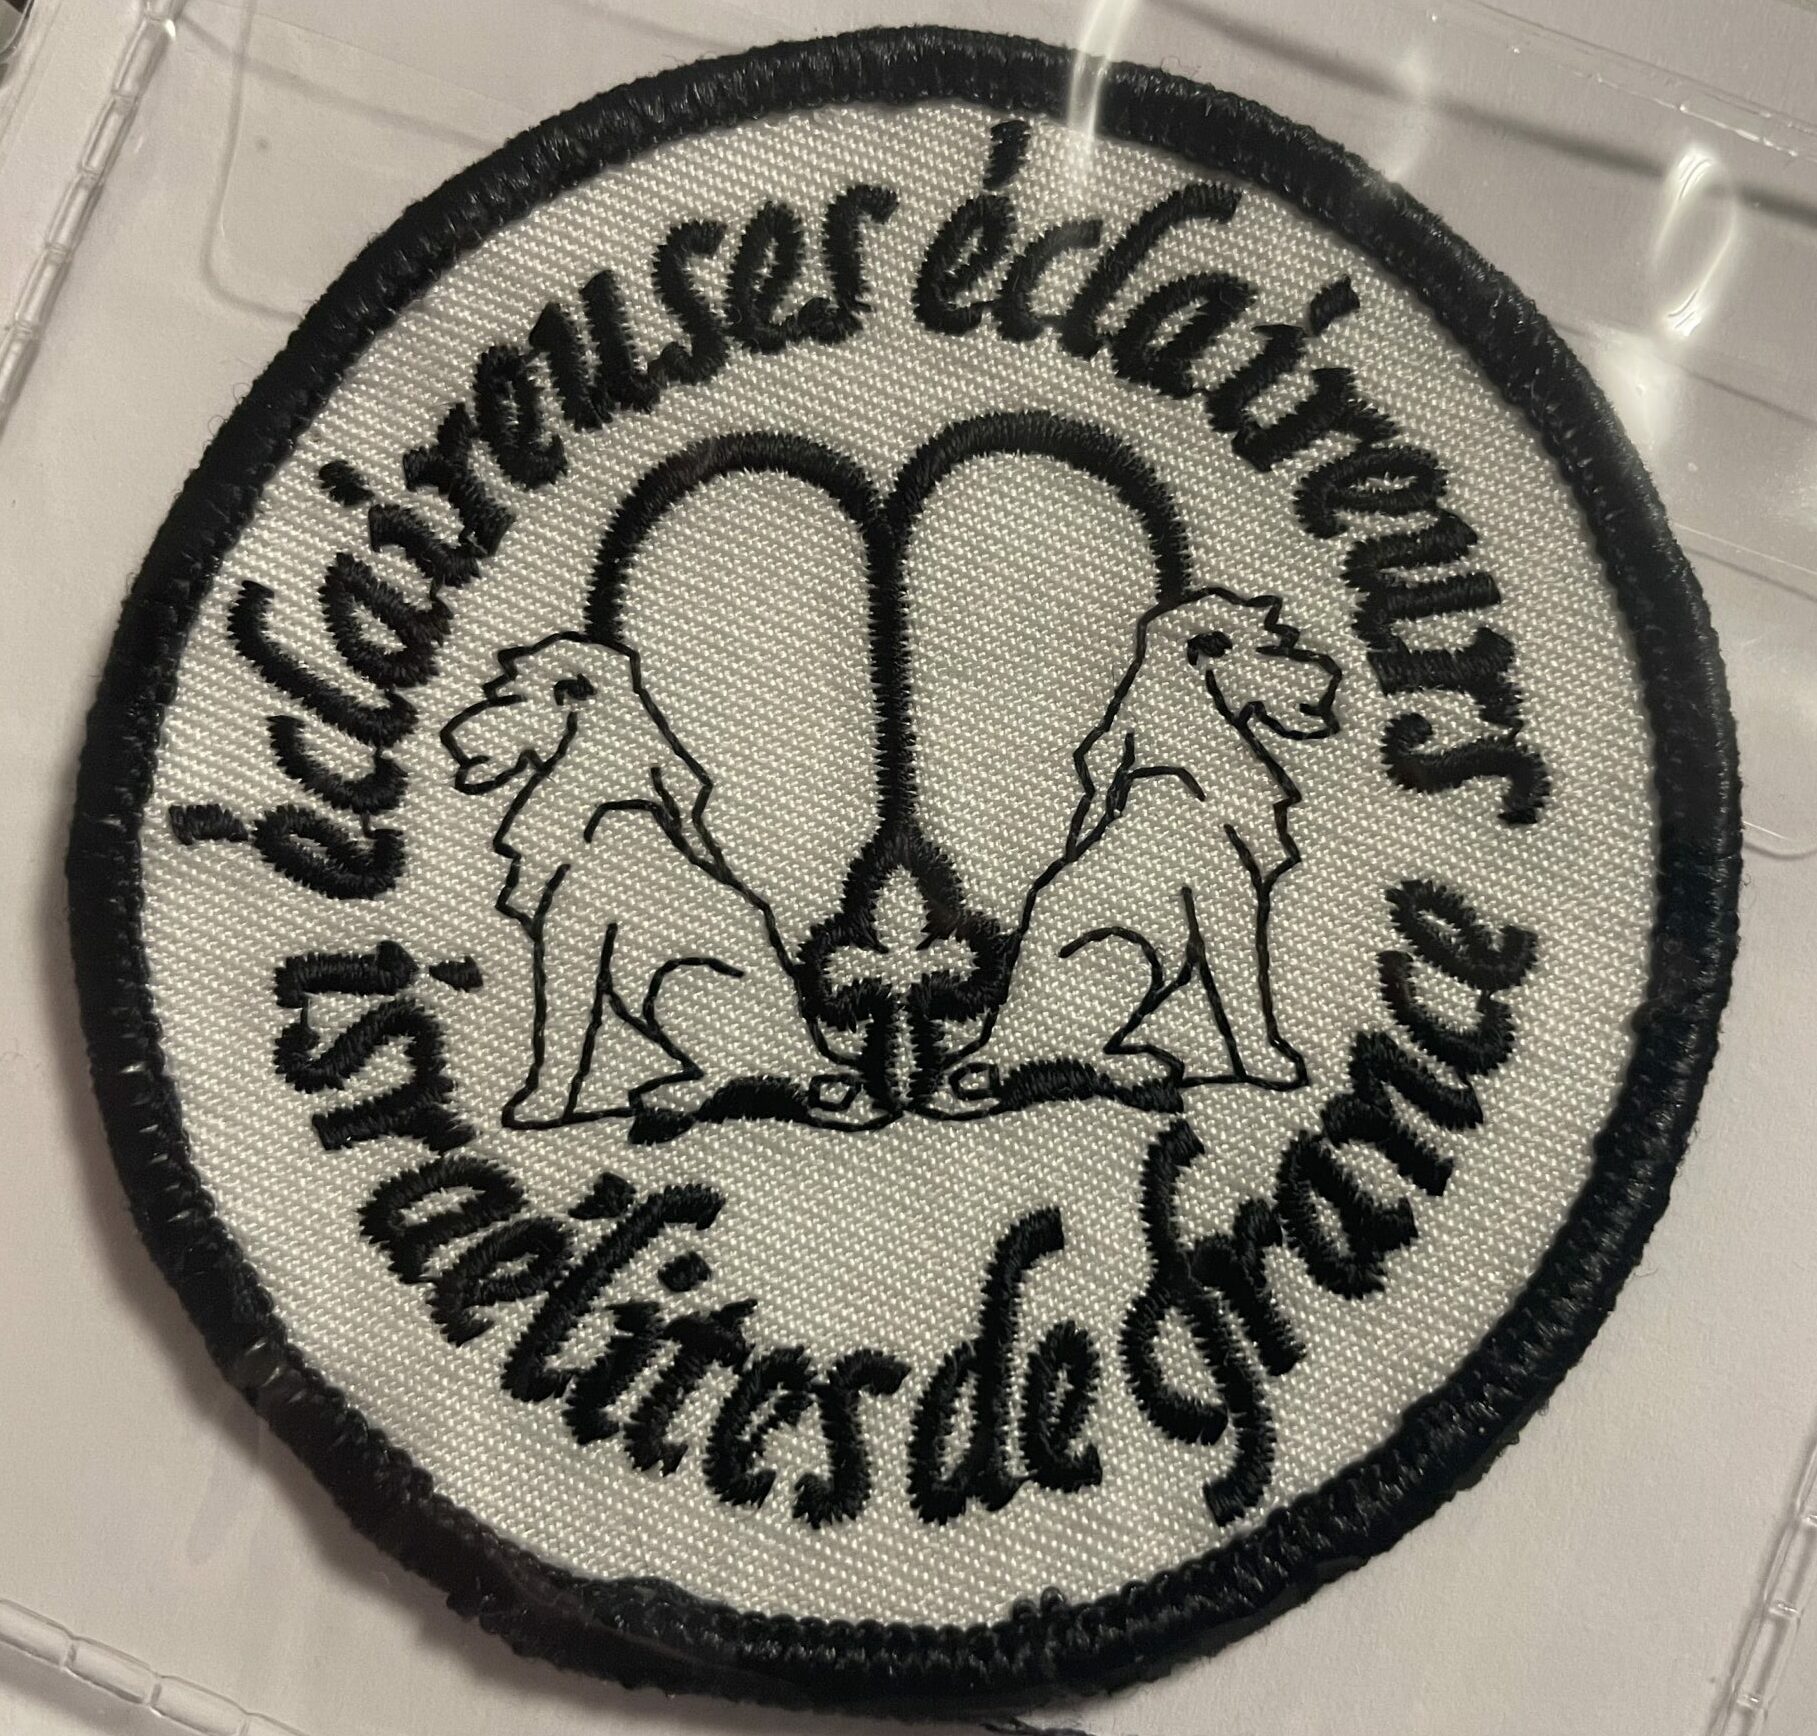 éclaireuses éclaireurs
israélites de france